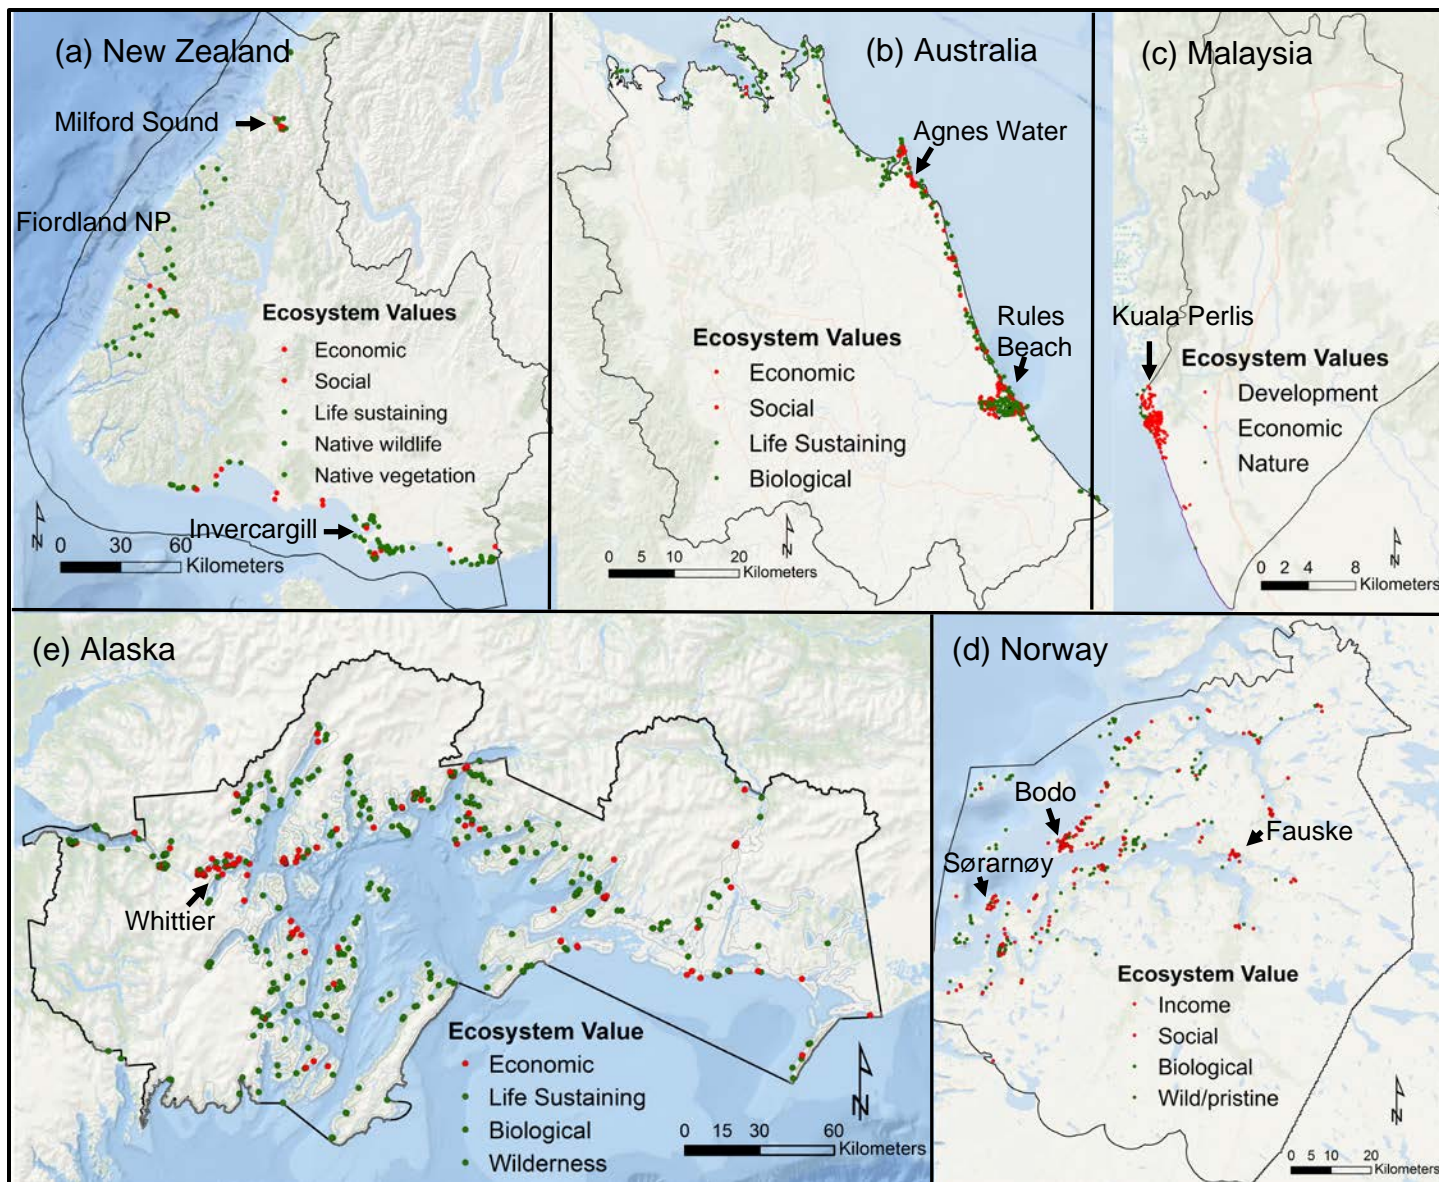 (a) New Zealand
Milford Sound
Fiordland NP
Ecosystem Values
Economic
Social
Life sustaining
Native wildlife
Native vegetation
Invercargill
N
0 30 60
Kilometers
(b) Australia
Agnes Water
Rules
Beach
Ecosystem Values
Economic
Social
Life Sustaining
Biological
N
0 5 10 20
Kilometers
(c) Malaysia
Kuala Perlis
Ecosystem Values
Development
Economic
Nature
N
0 2 4 8
Kilometers
(e) Alaska
Whittier
Ecosystem Value
Economic
Life Sustaining
Biological
Wilderness
N
0 15 30 60
Kilometers
(d) Norway
Bodo
Fauske
Sørarnøy
Ecosystem Value
Income
Social
Biological
Wild/pristine
N
0 5 10 20
Kilometers